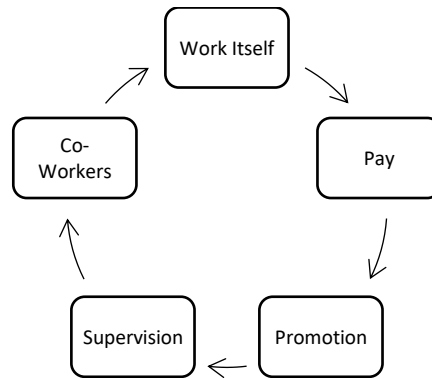 Work Itself
Pay
Promotion
Supervision
Co-
Workers